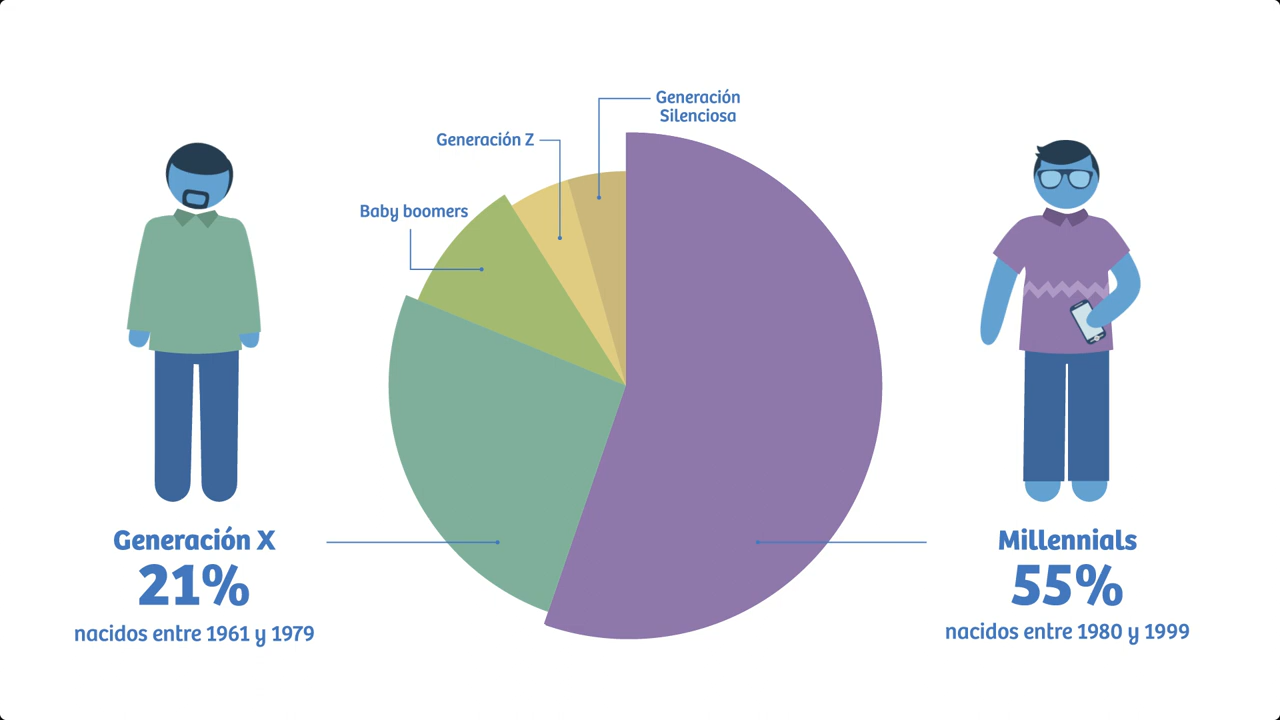 Generación
Silenciosa
Generación Z
Baby boomers
Generación X
21%
nacidos entre 1961 y 1979
Millennials
55%
nacidos entre 1980 y 1999